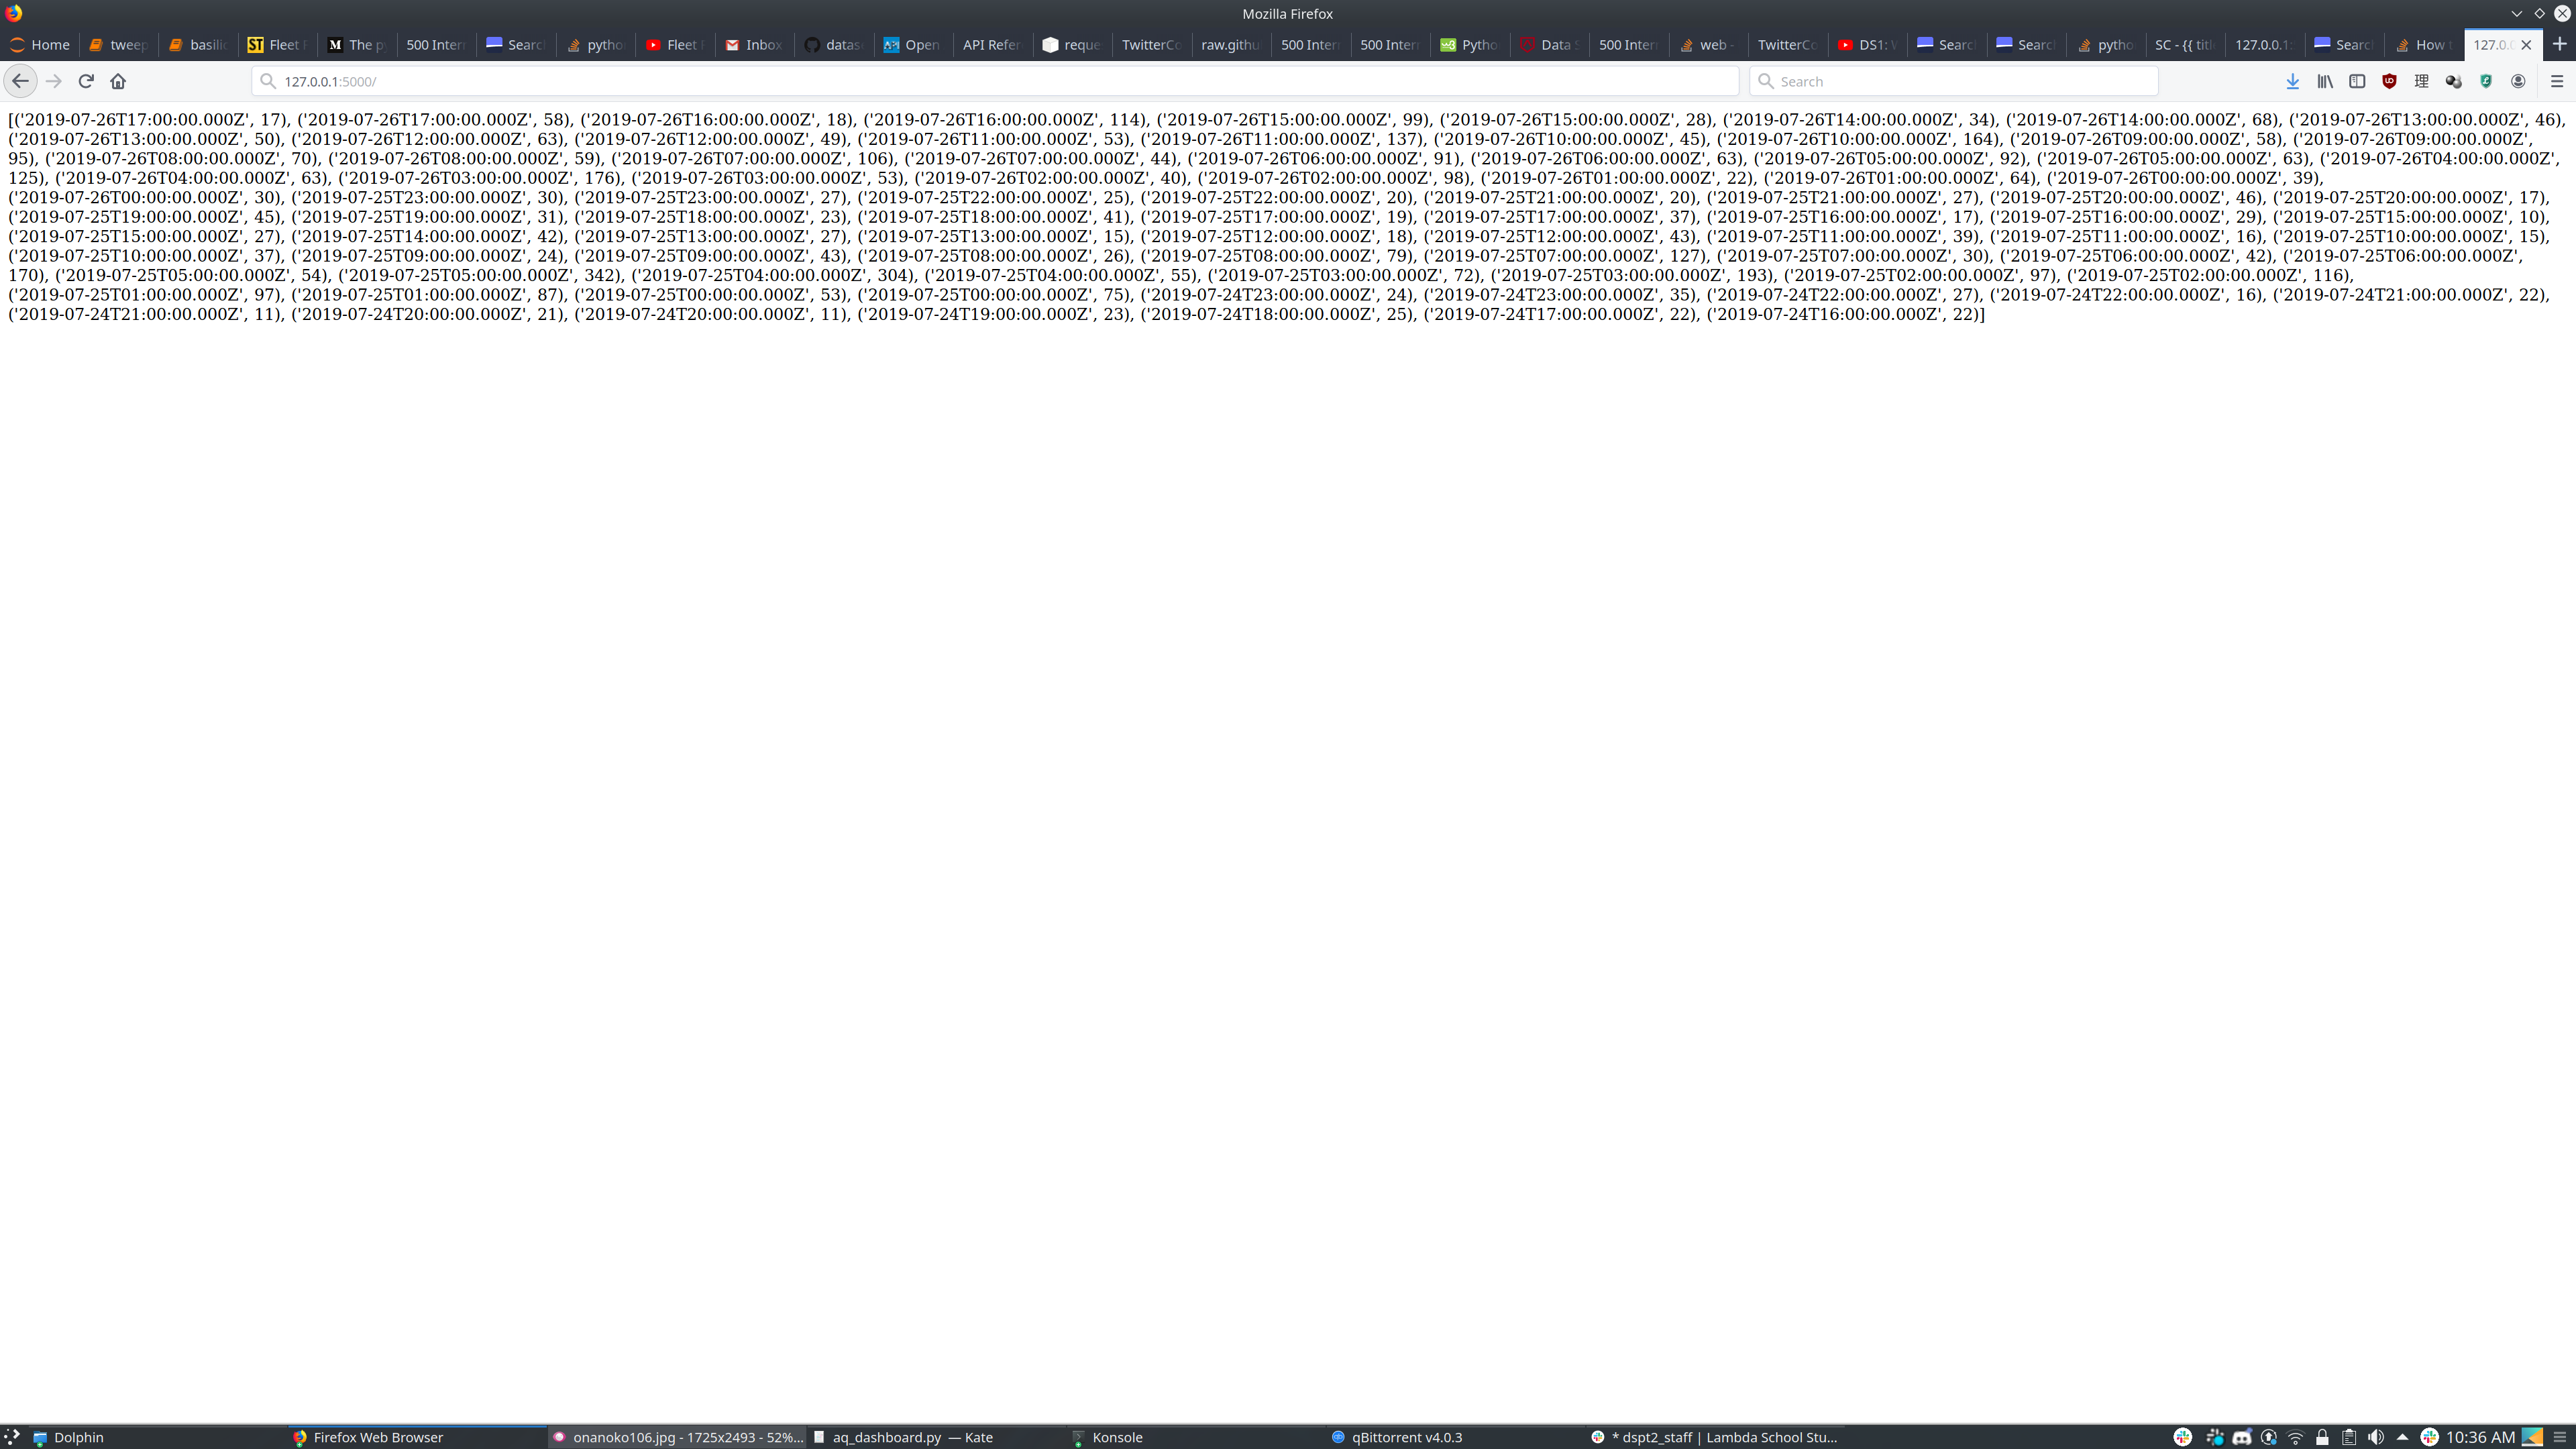 Mozilla Firefox
Home tweep basilic Fleet F M The py 500 Intern Search pytho Fleet F Inbox datas Open API Refer reque TwitterCo raw.githu 500 Intern 500 Intern Pytho Data S 500 Intern web - TwitterCo DS1: W Search Search pytho SC - {{ titl 127.0.0.1: Search How t 127.0.0
127.0.0.1:5000/ Search
[('2019-07-26T17:00:00.000Z', 17), ('2019-07-26T17:00:00.000Z', 58), ('2019-07-26T16:00:00.000Z', 18), ('2019-07-26T16:00:00.000Z', 114), ('2019-07-26T15:00:00.000Z', 99), ('2019-07-26T15:00:00.000Z', 28), ('2019-07-26T14:00:00.000Z', 34), ('2019-07-26T14:00:00.000Z', 68), ('2019-07-26T13:00:00.000Z', 46),
('2019-07-26T13:00:00.000Z', 50), ('2019-07-26T12:00:00.000Z', 63), ('2019-07-26T12:00:00.000Z', 49), ('2019-07-26T11:00:00.000Z', 53), ('2019-07-26T11:00:00.000Z', 137), ('2019-07-26T10:00:00.000Z', 45), ('2019-07-26T10:00:00.000Z', 164), ('2019-07-26T09:00:00.000Z', 58), ('2019-07-26T09:00:00.000Z',
95), ('2019-07-26T08:00:00.000Z', 70), ('2019-07-26T08:00:00.000Z', 59), ('2019-07-26T07:00:00.000Z', 106), ('2019-07-26T07:00:00.000Z', 44), ('2019-07-26T06:00:00.000Z', 91), ('2019-07-26T06:00:00.000Z', 63), ('2019-07-26T05:00:00.000Z', 92), ('2019-07-26T05:00:00.000Z', 63), ('2019-07-26T04:00:00.000Z',
125), ('2019-07-26T04:00:00.000Z', 63), ('2019-07-26T03:00:00.000Z', 176), ('2019-07-26T03:00:00.000Z', 53), ('2019-07-26T02:00:00.000Z', 40), ('2019-07-26T02:00:00.000Z', 98), ('2019-07-26T01:00:00.000Z', 22), ('2019-07-26T01:00:00.000Z', 64), ('2019-07-26T00:00:00.000Z', 39),
('2019-07-26T00:00:00.000Z', 30), ('2019-07-25T23:00:00.000Z', 30), ('2019-07-25T23:00:00.000Z', 27), ('2019-07-25T22:00:00.000Z', 25), ('2019-07-25T22:00:00.000Z', 20), ('2019-07-25T21:00:00.000Z', 20), ('2019-07-25T21:00:00.000Z', 27), ('2019-07-25T20:00:00.000Z', 46), ('2019-07-25T20:00:00.000Z', 17),
('2019-07-25T19:00:00.000Z', 45), ('2019-07-25T19:00:00.000Z', 31), ('2019-07-25T18:00:00.000Z', 23), ('2019-07-25T18:00:00.000Z', 41), ('2019-07-25T17:00:00.000Z', 19), ('2019-07-25T17:00:00.000Z', 37), ('2019-07-25T16:00:00.000Z', 17), ('2019-07-25T16:00:00.000Z', 29), ('2019-07-25T15:00:00.000Z', 10),
('2019-07-25T15:00:00.000Z', 27), ('2019-07-25T14:00:00.000Z', 42), ('2019-07-25T13:00:00.000Z', 27), ('2019-07-25T13:00:00.000Z', 15), ('2019-07-25T12:00:00.000Z', 18), ('2019-07-25T12:00:00.000Z', 43), ('2019-07-25T11:00:00.000Z', 39), ('2019-07-25T11:00:00.000Z', 16), ('2019-07-25T10:00:00.000Z', 15),
('2019-07-25T10:00:00.000Z', 37), ('2019-07-25T09:00:00.000Z', 24), ('2019-07-25T09:00:00.000Z', 43), ('2019-07-25T08:00:00.000Z', 26), ('2019-07-25T08:00:00.000Z', 79), ('2019-07-25T07:00:00.000Z', 127), ('2019-07-25T07:00:00.000Z', 30), ('2019-07-25T06:00:00.000Z', 42), ('2019-07-25T06:00:00.000Z',
170), ('2019-07-25T05:00:00.000Z', 54), ('2019-07-25T05:00:00.000Z', 342), ('2019-07-25T04:00:00.000Z', 304), ('2019-07-25T04:00:00.000Z', 55), ('2019-07-25T03:00:00.000Z', 72), ('2019-07-25T03:00:00.000Z', 193), ('2019-07-25T02:00:00.000Z', 97), ('2019-07-25T02:00:00.000Z', 116),
('2019-07-25T01:00:00.000Z', 97), ('2019-07-25T01:00:00.000Z', 87), ('2019-07-25T00:00:00.000Z', 53), ('2019-07-25T00:00:00.000Z', 75), ('2019-07-24T23:00:00.000Z', 24), ('2019-07-24T23:00:00.000Z', 35), ('2019-07-24T22:00:00.000Z', 27), ('2019-07-24T22:00:00.000Z', 16), ('2019-07-24T21:00:00.000Z', 22),
('2019-07-24T21:00:00.000Z', 11), ('2019-07-24T20:00:00.000Z', 21), ('2019-07-24T20:00:00.000Z', 11), ('2019-07-24T19:00:00.000Z', 23), ('2019-07-24T18:00:00.000Z', 25), ('2019-07-24T17:00:00.000Z', 22), ('2019-07-24T16:00:00.000Z', 22)]
Dolphin Firefox Web Browser onanoko106.jpg - 1725x2493 - 52%... aq_dashboard.py — Kate Konsole qBittorrent v4.0.3 * dspt2_staff | Lambda School Stu... 10:36 AM